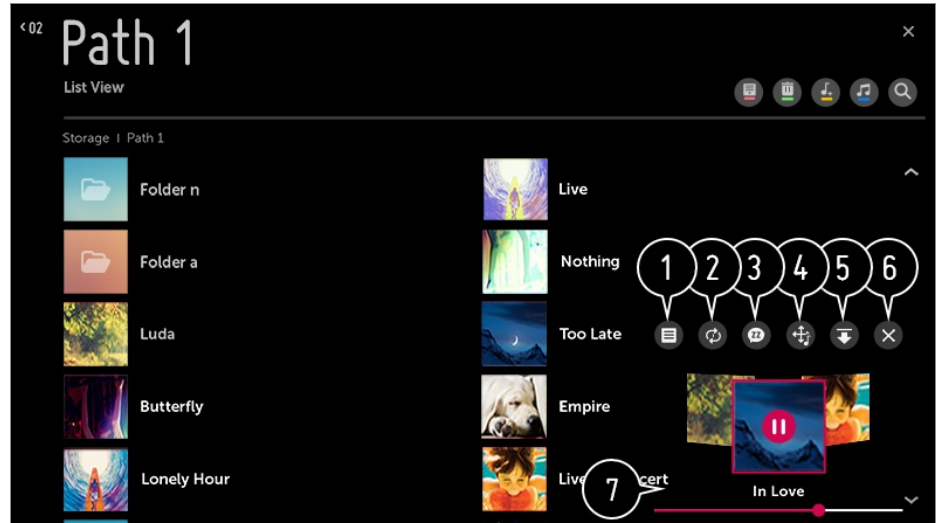 <02
Path 1
List View
Storage I Path 1
Folder n
Live
Folder a
Nothing
1 2 3 4 5 6
Luda
Too Late
zz
Butterfly
Empire
Lonely Hour
7
cert
In Love